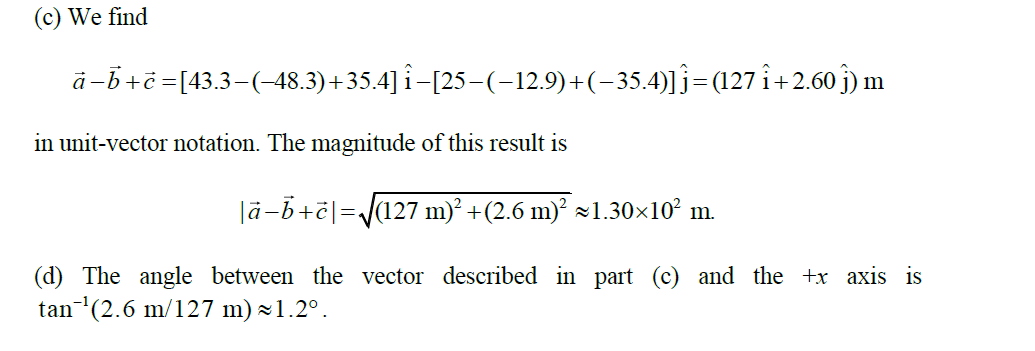 (c) We find
a⃗ – b⃗ + c⃗ = [43.3 – (–48.3) + 35.4] î – [25 – (–12.9) + (–35.4)] ĵ = (127 î + 2.60 ĵ) m
in unit-vector notation. The magnitude of this result is
| a⃗ – b⃗ + c⃗ | = √(127 m)² + (2.6 m)² ≈ 1.30×10² m.
(d) The angle between the vector described in part (c) and the +x axis is
tan⁻¹(2.6 m/127 m) ≈ 1.2°.